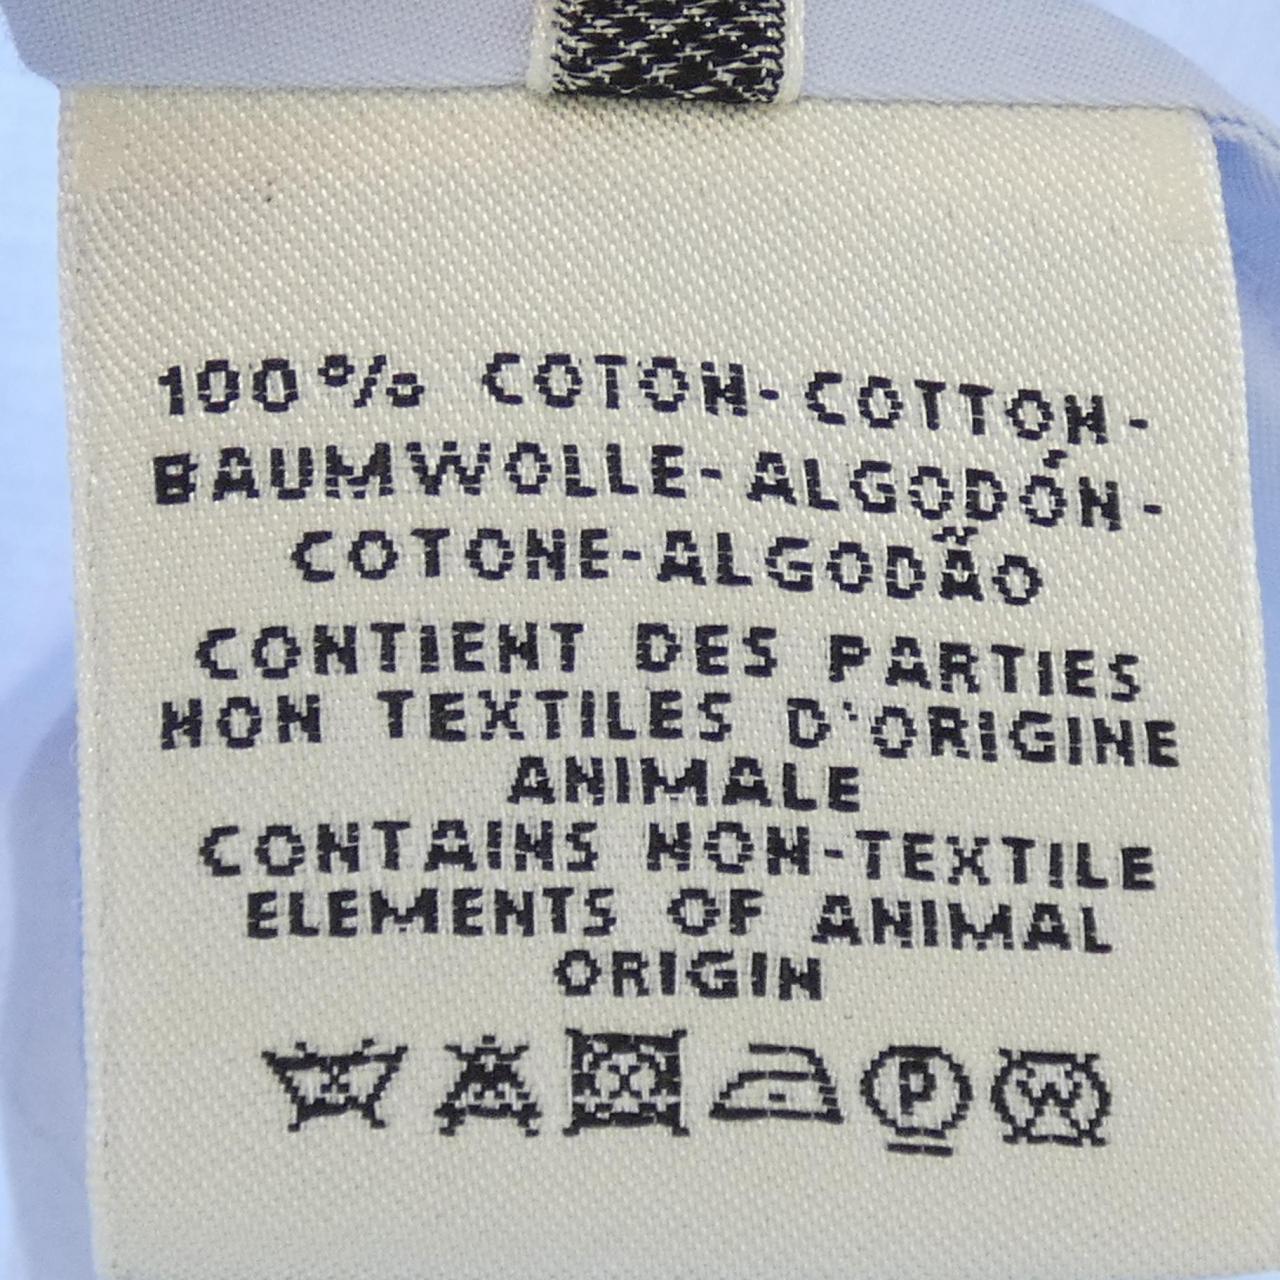 100% COTON-COTTON-
BAUMWOLLE-ALGODÓN-
COTONE-ALGODÃO
CONTIENT DES PARTIES
NON TEXTILES D'ORIGINE
ANIMALE
CONTAINS NON-TEXTILE
ELEMENTS OF ANIMAL
ORIGIN
P W